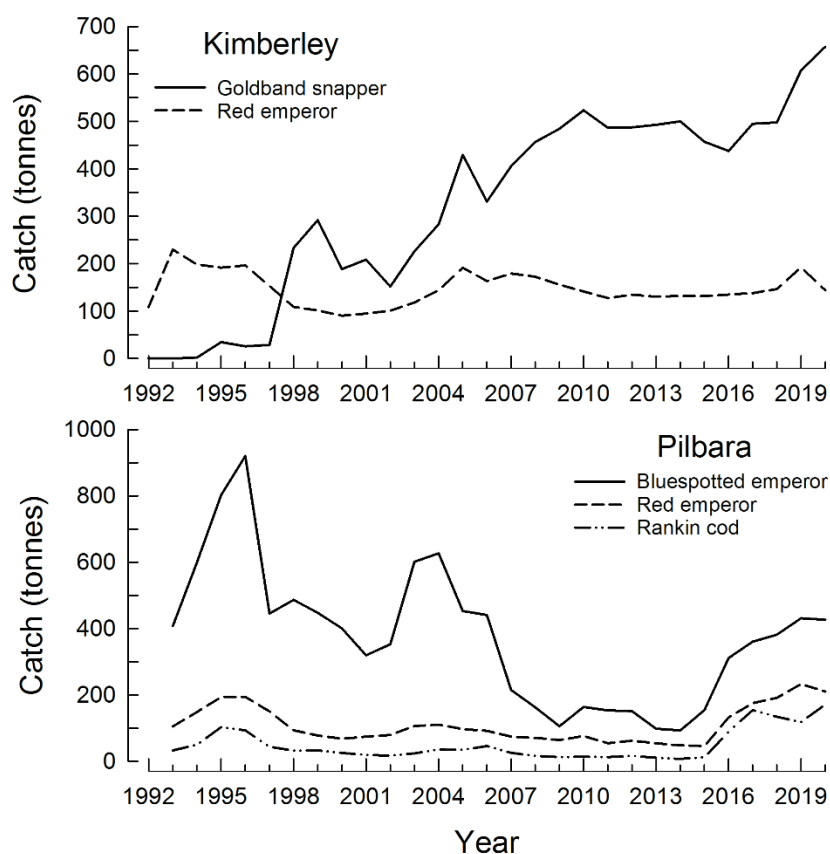 Kimberley
Goldband snapper
Red emperor
Catch (tonnes)
700
600
500
400
300
200
100
0
1992 1995 1998 2001 2004 2007 2010 2013 2016 2019
Pilbara
Bluespotted emperor
Red emperor
Rankin cod
Catch (tonnes)
1000
800
600
400
200
0
1992 1995 1998 2001 2004 2007 2010 2013 2016 2019
Year